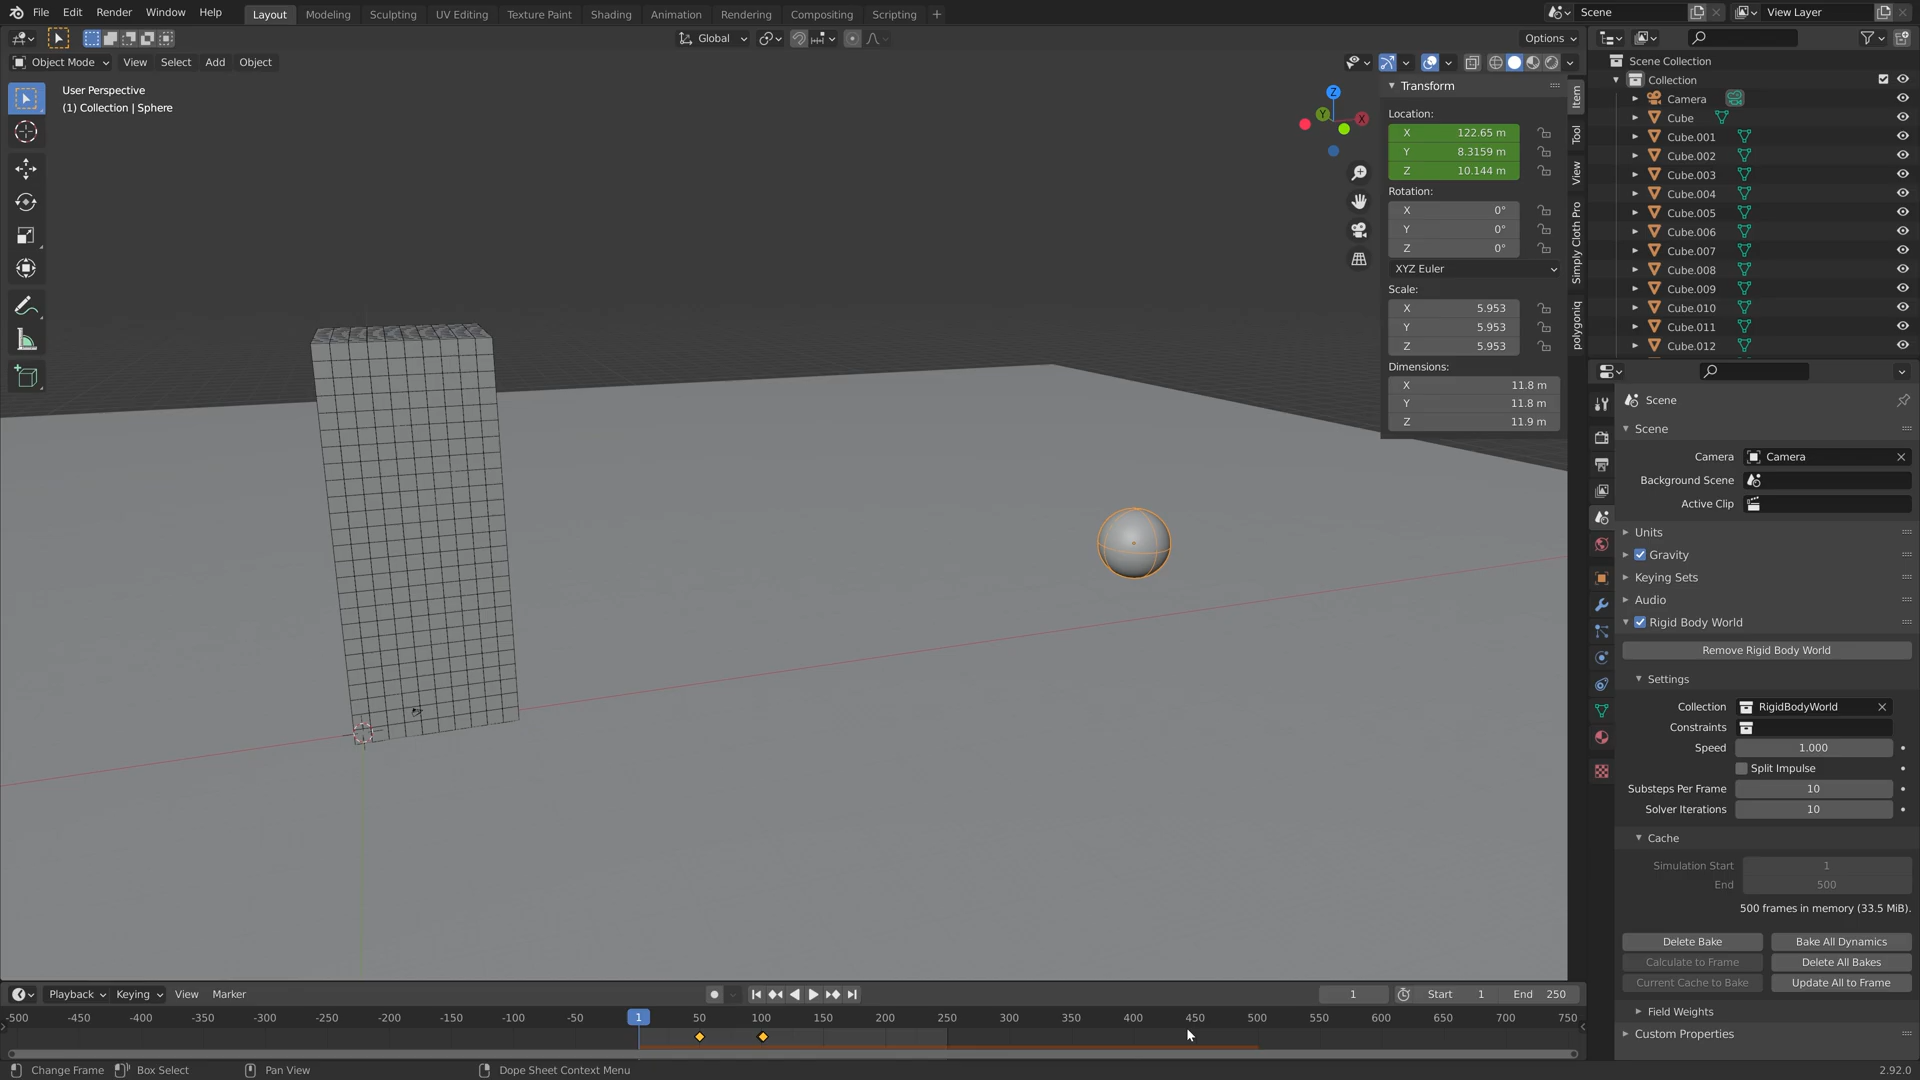 File Edit Render Window Help Layout Modeling Sculpting UV Editing Texture Paint Shading Animation Rendering Compositing Scripting + Scene View Layer
Global Options
Object Mode View Select Add Object
User Perspective
(1) Collection | Sphere
Z
Y
X
Transform
Location:
X 122.65 m
Y 8.3159 m
Z 10.144 m
Rotation:
X 0°
Y 0°
Z 0°
XYZ Euler
Scale:
X 5.953
Y 5.953
Z 5.953
Dimensions:
X 11.8 m
Y 11.8 m
Z 11.9 m
Item
Tool
View
Simply Cloth Pro
polygoniq
Scene Collection
Collection
Camera
Cube
Cube.001
Cube.002
Cube.003
Cube.004
Cube.005
Cube.006
Cube.007
Cube.008
Cube.009
Cube.010
Cube.011
Cube.012
Scene
Scene
Camera Camera
Background Scene
Active Clip
Units
Gravity
Keying Sets
Audio
Rigid Body World
Remove Rigid Body World
Settings
Collection RigidBodyWorld
Constraints
Speed 1.000
Split Impulse
Substeps Per Frame 10
Solver Iterations 10
Cache
Simulation Start 1
End 500
500 frames in memory (33.5 MiB).
Delete Bake Bake All Dynamics
Calculate to Frame Delete All Bakes
Current Cache to Bake Update All to Frame
Field Weights
Custom Properties
Playback Keying View Marker 1 Start 1 End 250
-500 -450 -400 -350 -300 -250 -200 -150 -100 -50 1 50 100 150 200 250 300 350 400 450 500 550 600 650 700 750
Change Frame Box Select Pan View Dope Sheet Context Menu 2.92.0